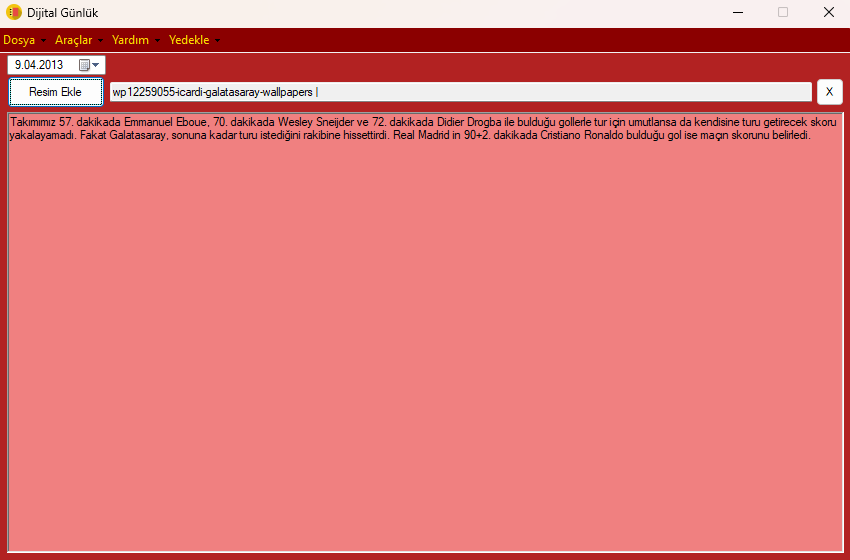 Dijital Günlük
Dosya Araçlar Yardım Yedekle
9.04.2013
Resim Ekle wp12259055-icardi-galatasaray-wallpapers | X
Takımımız 57. dakikada Emmanuel Eboue, 70. dakikada Wesley Sneijder ve 72. dakikada Didier Drogba ile bulduğu gollerle tur için umutlansa da kendisine turu getirecek skoru
yakalayamadı. Fakat Galatasaray, sonuna kadar turu istediğini rakibine hissettirdi. Real Madrid in 90+2. dakikada Cristiano Ronaldo bulduğu gol ise maçın skorunu belirledi.